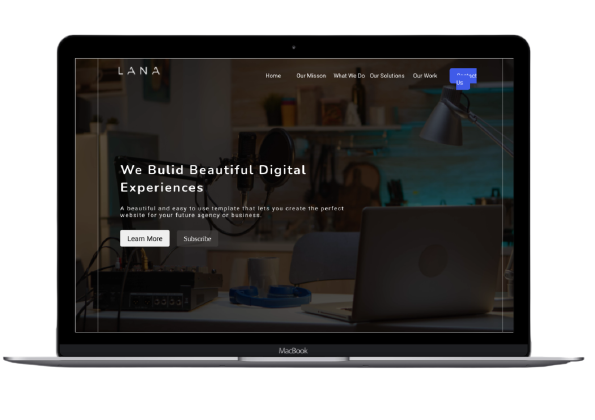 LANA
Home Our Misson What We Do Our Solutions Our Work Contact
Us
We Bulid Beautiful Digital
Experiences
A beautiful and easy to use template that lets you create the perfect
website for your future agency or business.
Learn More Subscribe
MacBook